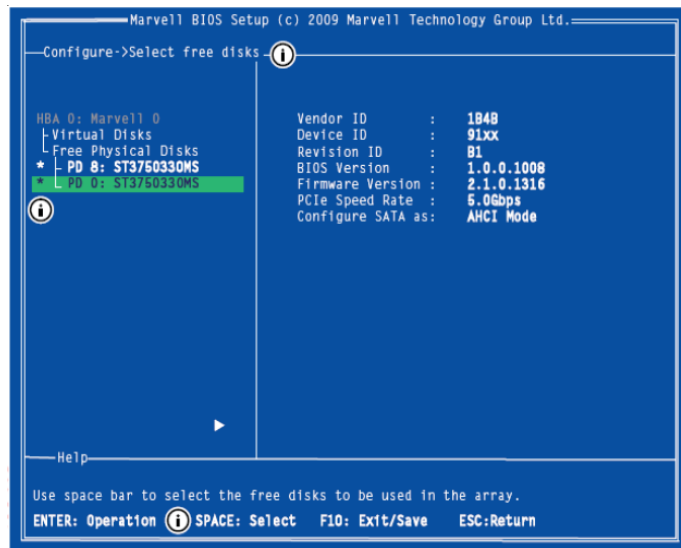 Marvell BIOS Setup (c) 2009 Marvell Technology Group Ltd.
Configure->Select free disks
HBA 0: Marvell 0
Virtual Disks
Free Physical Disks
* PD 8: ST3750330MS
* PD 0: ST3750330MS
Vendor ID : 1B4B
Device ID : 91xx
Revision ID : B1
BIOS Version : 1.0.0.1008
Firmware Version : 2.1.0.1316
PCIe Speed Rate : 5.0Gbps
Configure SATA as: AHCI Mode
Help
Use space bar to select the free disks to be used in the array.
ENTER: Operation i SPACE: Select F10: Exit/Save ESC:Return